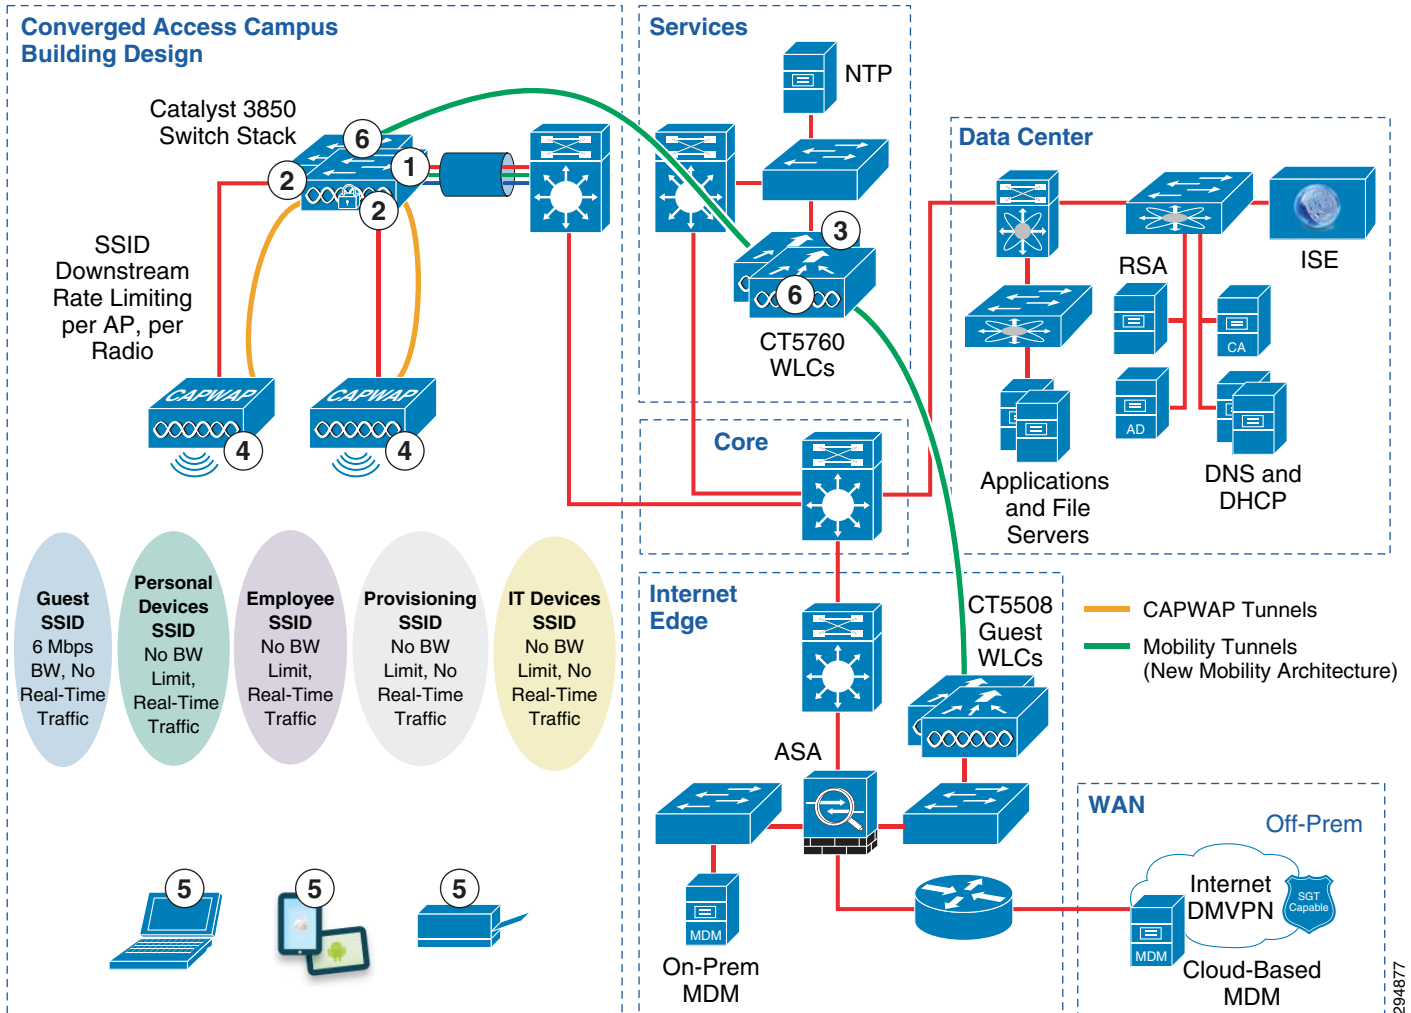 Converged Access Campus
Building Design
Catalyst 3850
Switch Stack
6
1
2
2
SSID
Downstream
Rate Limiting
per AP, per
Radio
CAPWAP
CAPWAP
4
4
Guest
SSID
6 Mbps
BW, No
Real-Time
Traffic
Personal
Devices
SSID
No BW
Limit,
Real-Time
Traffic
Employee
SSID
No BW
Limit,
Real-Time
Traffic
Provisioning
SSID
No BW
Limit, No
Real-Time
Traffic
IT Devices
SSID
No BW
Limit, No
Real-Time
Traffic
5
5
5
Services
NTP
3
6
CT5760
WLCs
Core
Data Center
ISE
RSA
CA
AD
Applications
and File
Servers
DNS and
DHCP
Internet
Edge
CT5508
Guest
WLCs
ASA
MDM
On-Prem
MDM
CAPWAP Tunnels
Mobility Tunnels
(New Mobility Architecture)
WAN
Off-Prem
Internet
DMVPN
SGT
Capable
MDM
Cloud-Based
MDM
294877